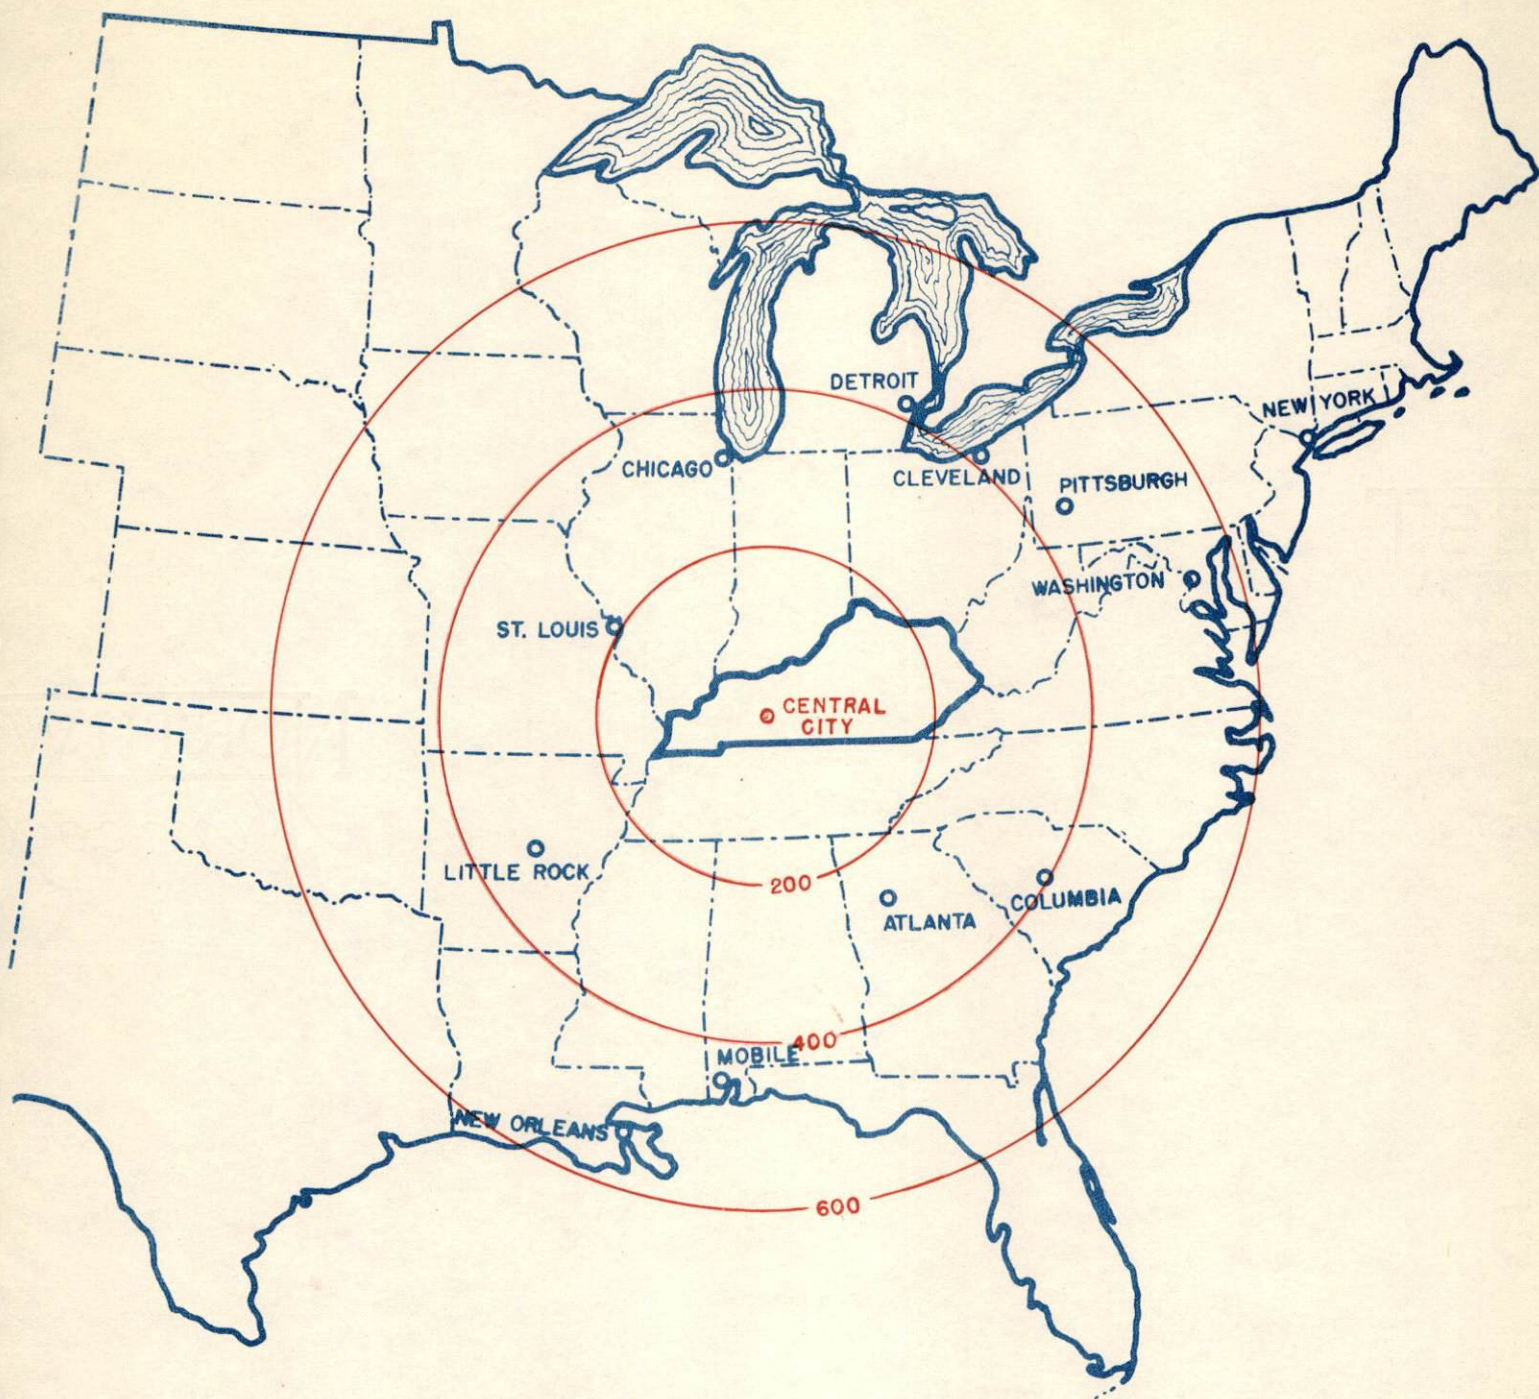 DETROIT
NEW YORK
CHICAGO
CLEVELAND
PITTSBURGH
WASHINGTON
ST. LOUIS
CENTRAL
CITY
LITTLE ROCK
200
COLUMBIA
ATLANTA
400
MOBILE
NEW ORLEANS
600